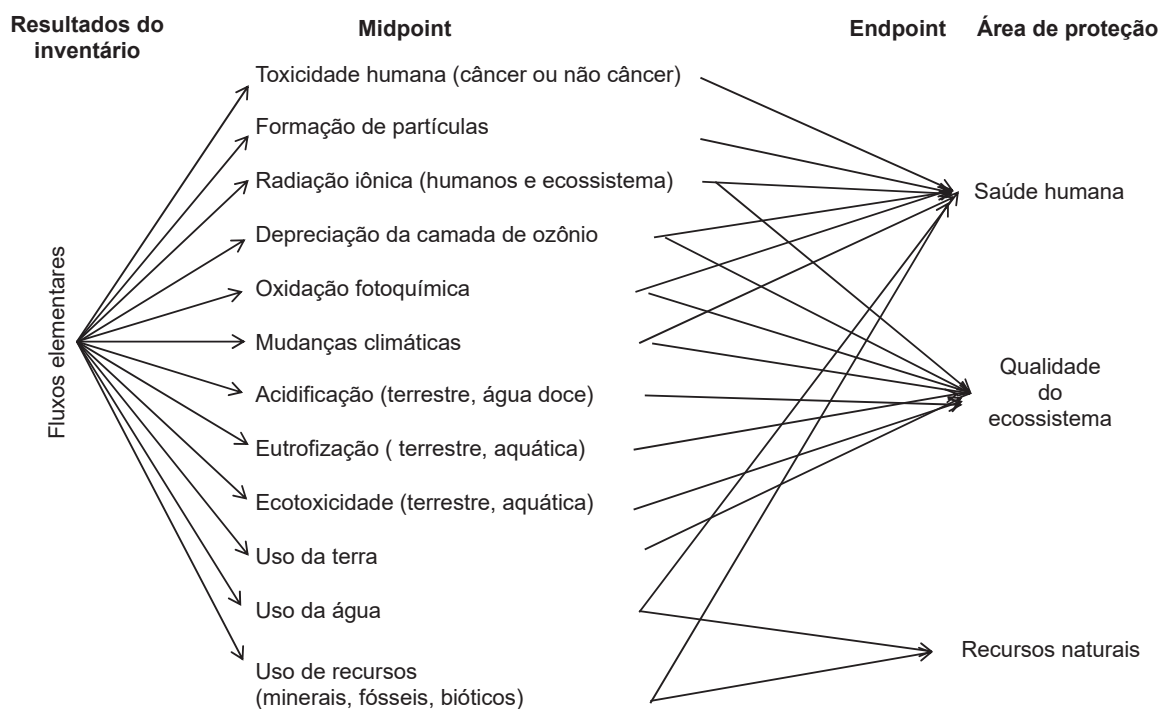 Resultados do
inventário
Midpoint
Endpoint
Área de proteção
Fluxos elementares
Toxicidade humana (câncer ou não câncer)
Formação de partículas
Radiação iônica (humanos e ecossistema)
Depreciação da camada de ozônio
Oxidação fotoquímica
Mudanças climáticas
Acidificação (terrestre, água doce)
Eutrofização ( terrestre, aquática)
Ecotoxicidade (terrestre, aquática)
Uso da terra
Uso da água
Uso de recursos
(minerais, fósseis, bióticos)
Saúde humana
Qualidade
do
ecossistema
Recursos naturais